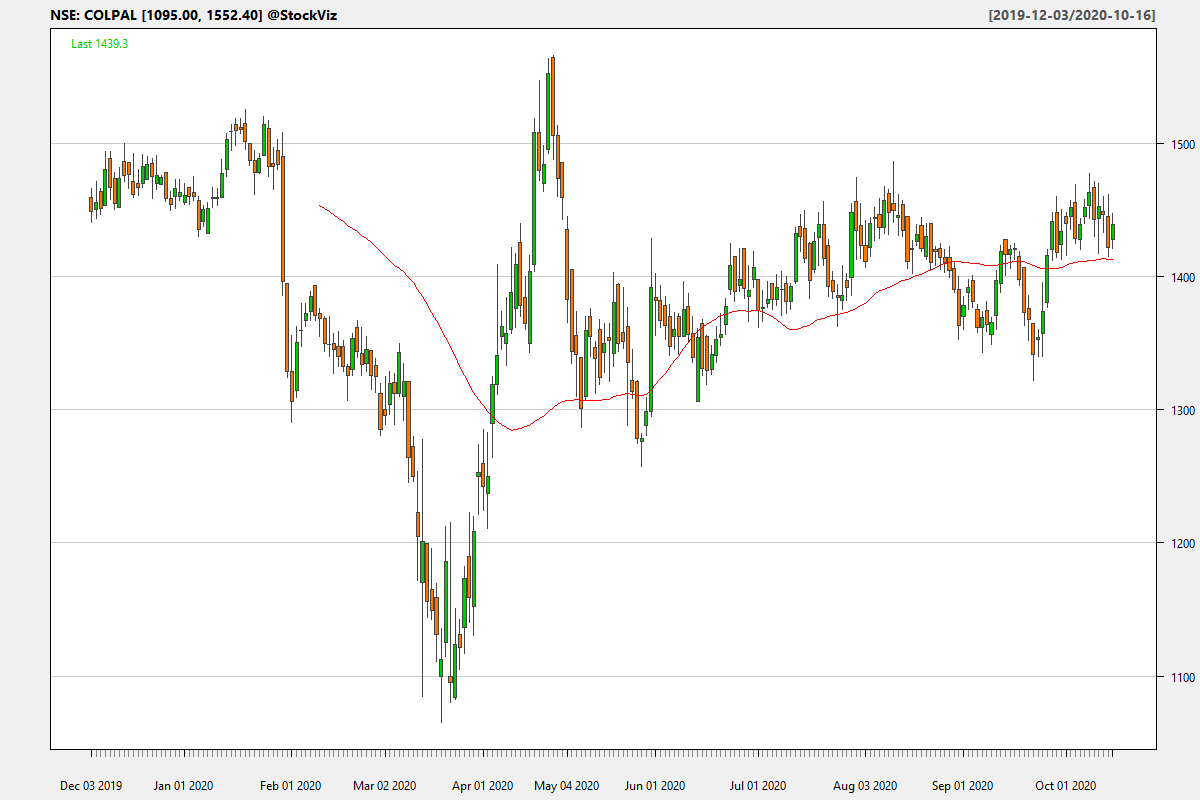 NSE: COLPAL [1095.00, 1552.40] @StockViz [2019-12-03/2020-10-16]
Last 1439.3
1500
1400
1300
1200
1100
Dec 03 2019 Jan 01 2020 Feb 01 2020 Mar 02 2020 Apr 01 2020 May 04 2020 Jun 01 2020 Jul 01 2020 Aug 03 2020 Sep 01 2020 Oct 01 2020